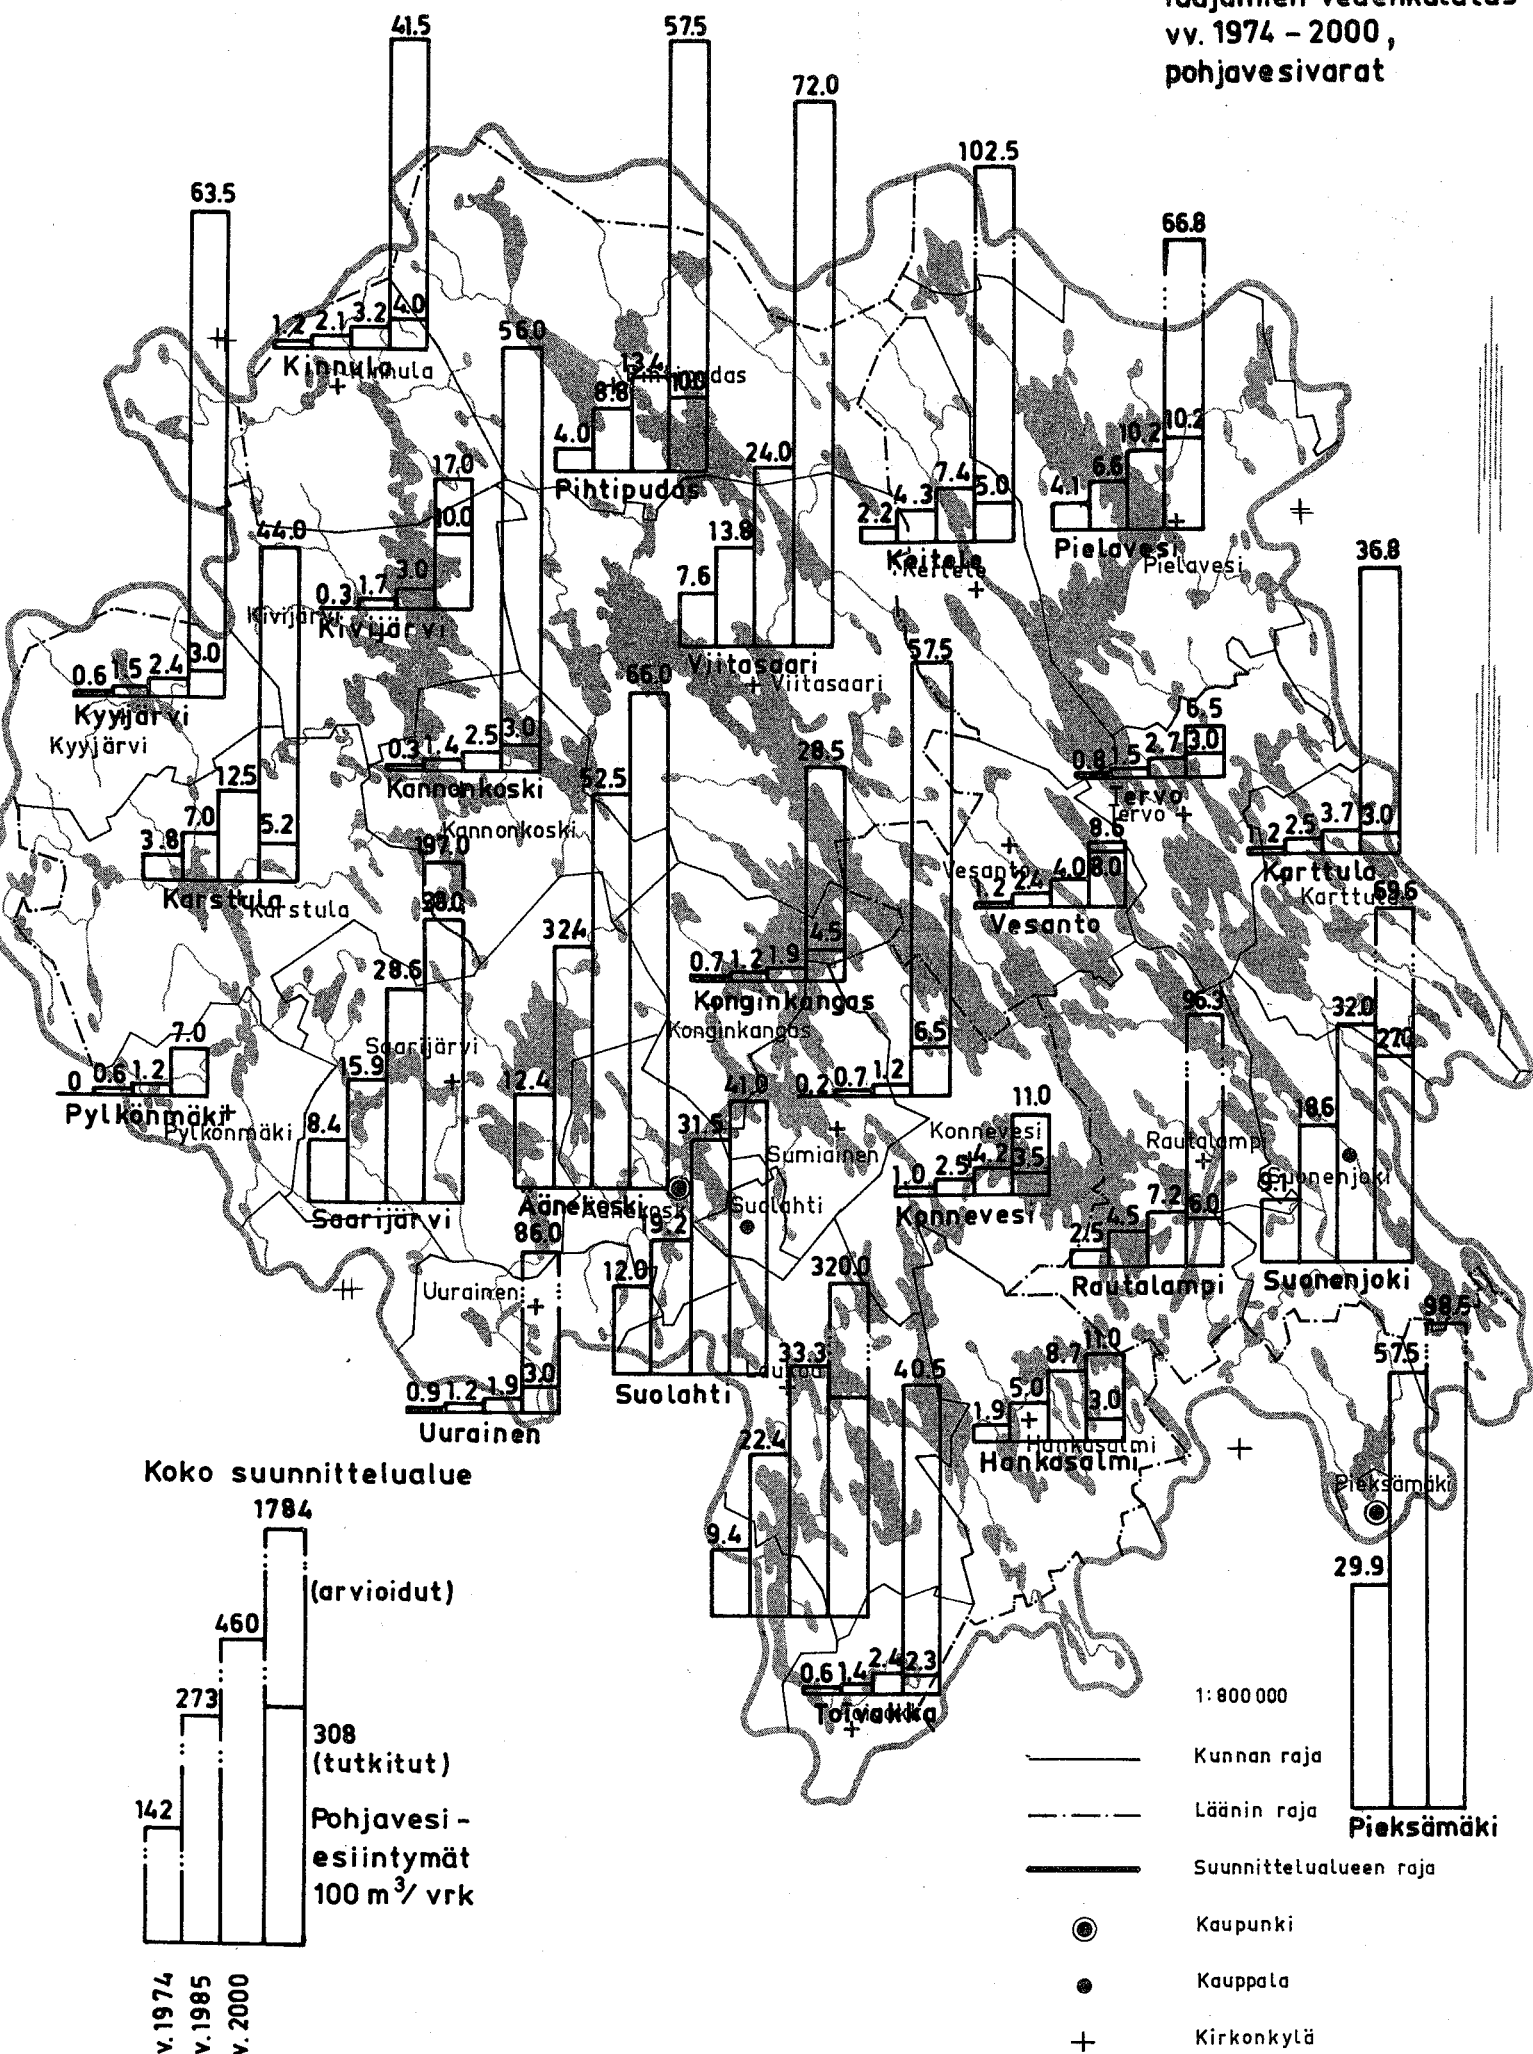 vv. 1974 – 2000,
pohjavesivarat
41.5
57.5
72.0
102.5
63.5
66.8
1.2 2.1 3.2 4.0
Kinnula
Kinnula
56.0
4.0 8.8 13.4 10.0
Pihtipudas
Pihtipudas
24.0
13.8
7.6
Viitasaari
Viitasaari
2.2 4.3 7.4 5.0
Keitele
Keitele
4.1 6.6 10.2 10.2
Pielavesi
Pielavesi
17.0
10.0
0.3 1.7 3.0
Kivijärvi
Kivijärvi
44.0
36.8
0.6 1.5 2.4 3.0
Kyyjärvi
Kyyjärvi
66.0
57.5
0.3 1.4 2.5 3.0
Kannonkoski
Kannonkoski
6.5
0.8 1.5 2.7 3.0
Tervo
Tervo
3.8 7.0 12.5 5.2
Karstula
Karstula
52.5
28.5
8.6
1.2 2.4 4.0 8.0
Vesanto
Vesanto
1.2 2.5 3.7 3.0
Karttula
Karttula
197.0
38.0
28.6
15.9
8.4
Saarijärvi
Saarijärvi
32.4
12.4
Äänekoski
Äänekoski
0.7 1.2 1.9 4.5
Konginkangas
Konginkangas
69.6
96.3
32.0
27.0
18.6
9.1
Suonenjoki
Suonenjoki
7.0
0 0.6 1.2
Pylkönmäki
Pylkönmäki
6.5
0.2 0.7 1.2
Sumiainen
41.0
31.5
19.2
12.0
Suolahti
Suolahti
11.0
1.0 2.5 4.2 3.5
Konnevesi
Konnevesi
Rautalampi
2.5 4.5 7.2 6.0
Rautalampi
86.0
Uurainen
0.9 1.2 1.9 3.0
Uurainen
320.0
33.3
22.4
9.4
40.5
11.0
1.9 5.0 8.7 3.0
Hankasalmi
Hankasalmi
98.5
57.5
29.9
Pieksämäki
Pieksämäki
0.6 1.4 2.4 2.3
Toivakka
Koko suunnittelualue
1784
(arvioidut)
460
273
308
(tutkitut)
142
Pohjavesi-
esiintymät
100 m³/ vrk
v. 1974
v. 1985
v. 2000
1:800 000
Kunnan raja
Läänin raja
Suunnittelualueen raja
Kaupunki
Kauppala
Kirkonkylä